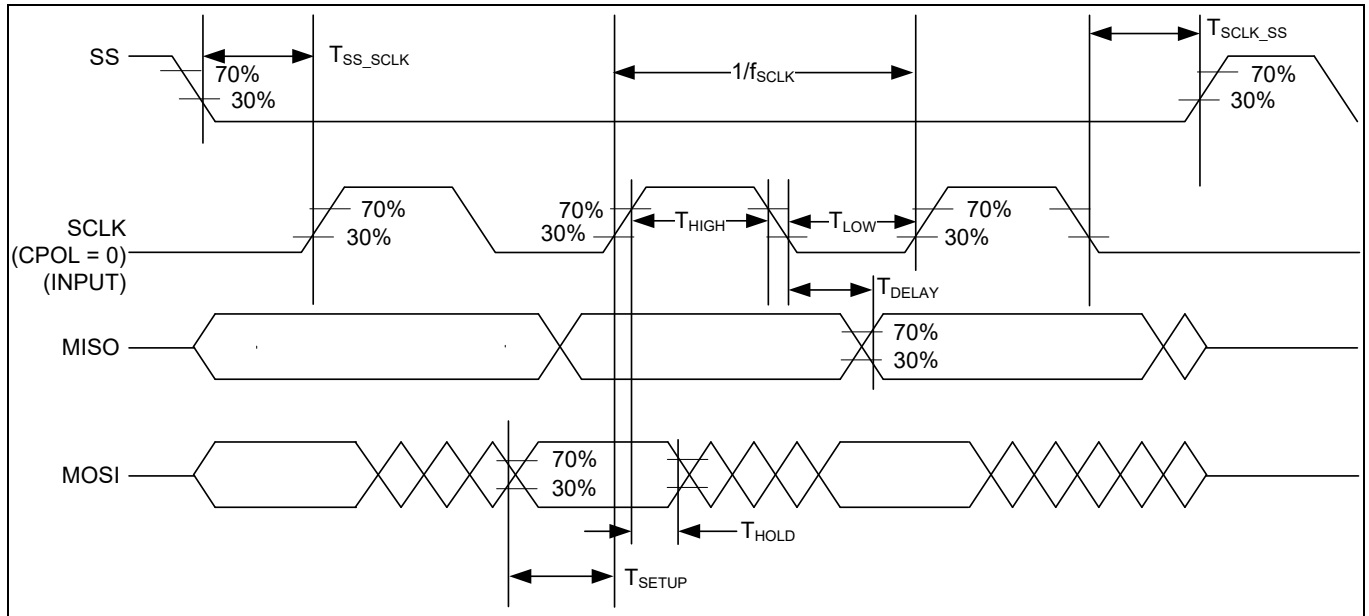 SS
T_SS_SCLK
70%
30%
1/f_SCLK
T_SCLK_SS
70%
30%
SCLK
(CPOL = 0)
(INPUT)
70%
30%
70%
30%
T_HIGH
T_LOW
70%
30%
T_DELAY
MISO
70%
30%
MOSI
70%
30%
T_HOLD
T_SETUP